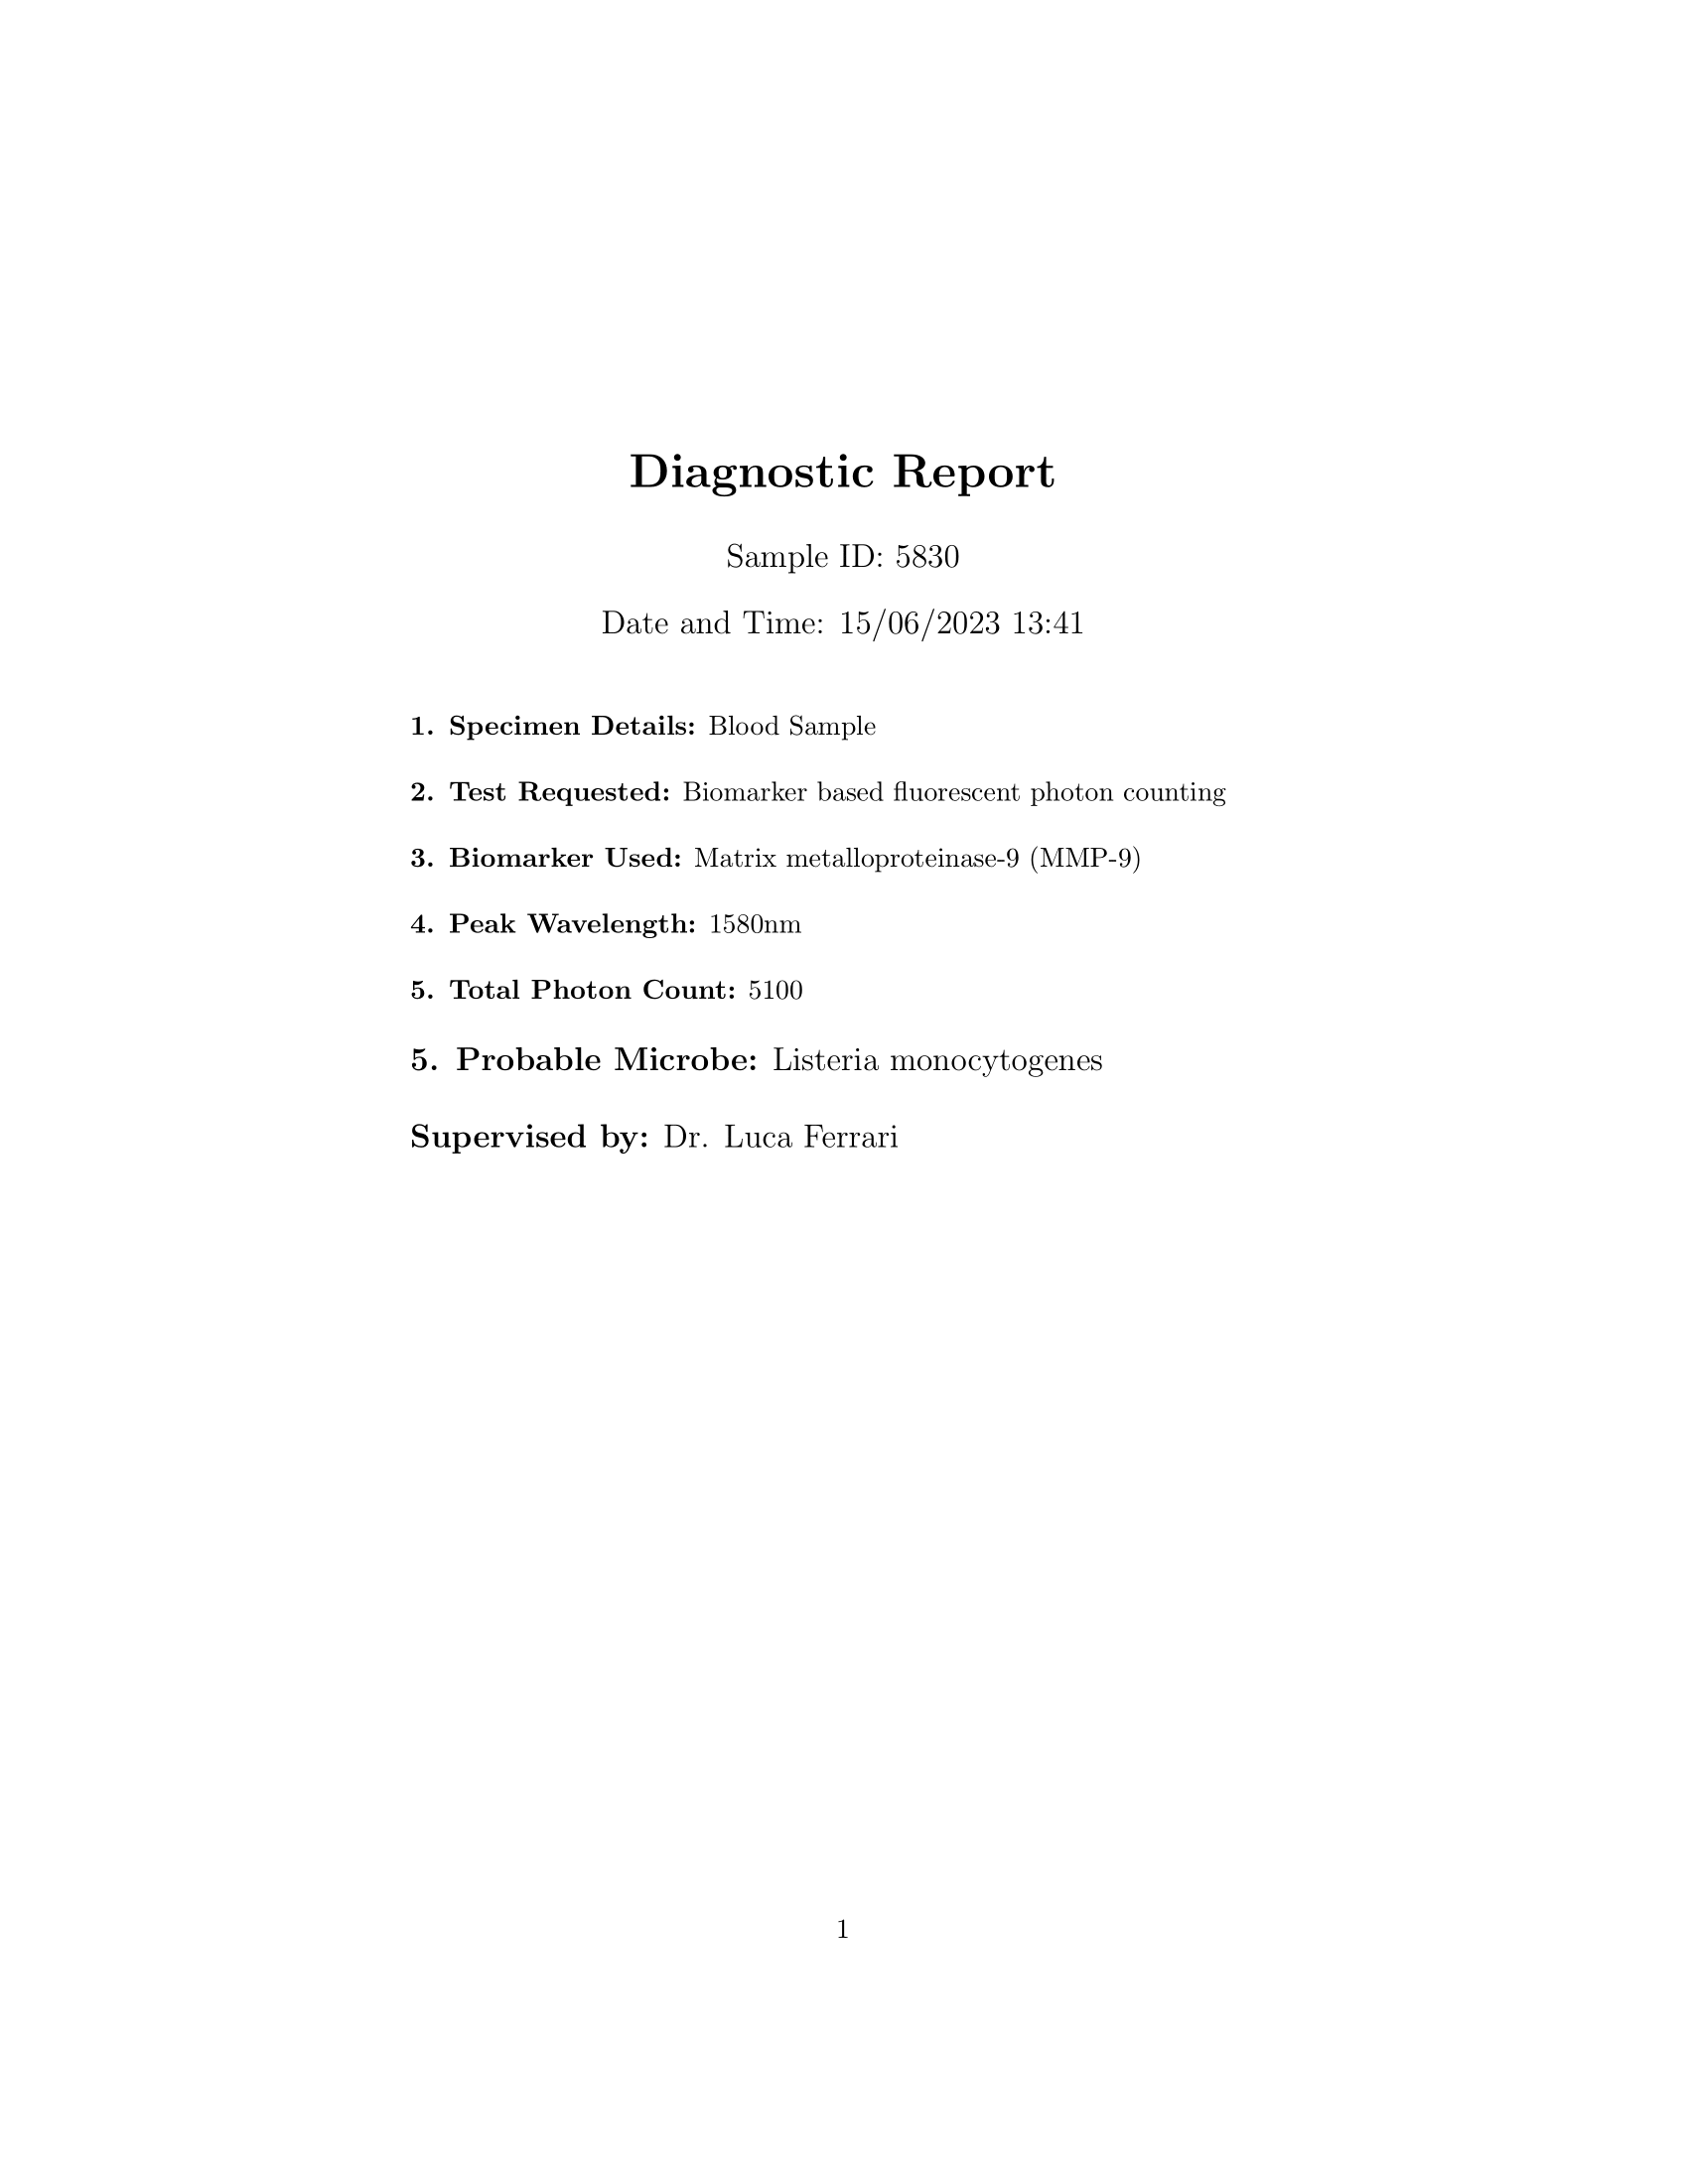 Diagnostic Report
Sample ID: 5830
Date and Time: 15/06/2023 13:41
1. Specimen Details: Blood Sample
2. Test Requested: Biomarker based fluorescent photon counting
3. Biomarker Used: Matrix metalloproteinase-9 (MMP-9)
4. Peak Wavelength: 1580nm
5. Total Photon Count: 5100
5. Probable Microbe: Listeria monocytogenes
Supervised by: Dr. Luca Ferrari
1